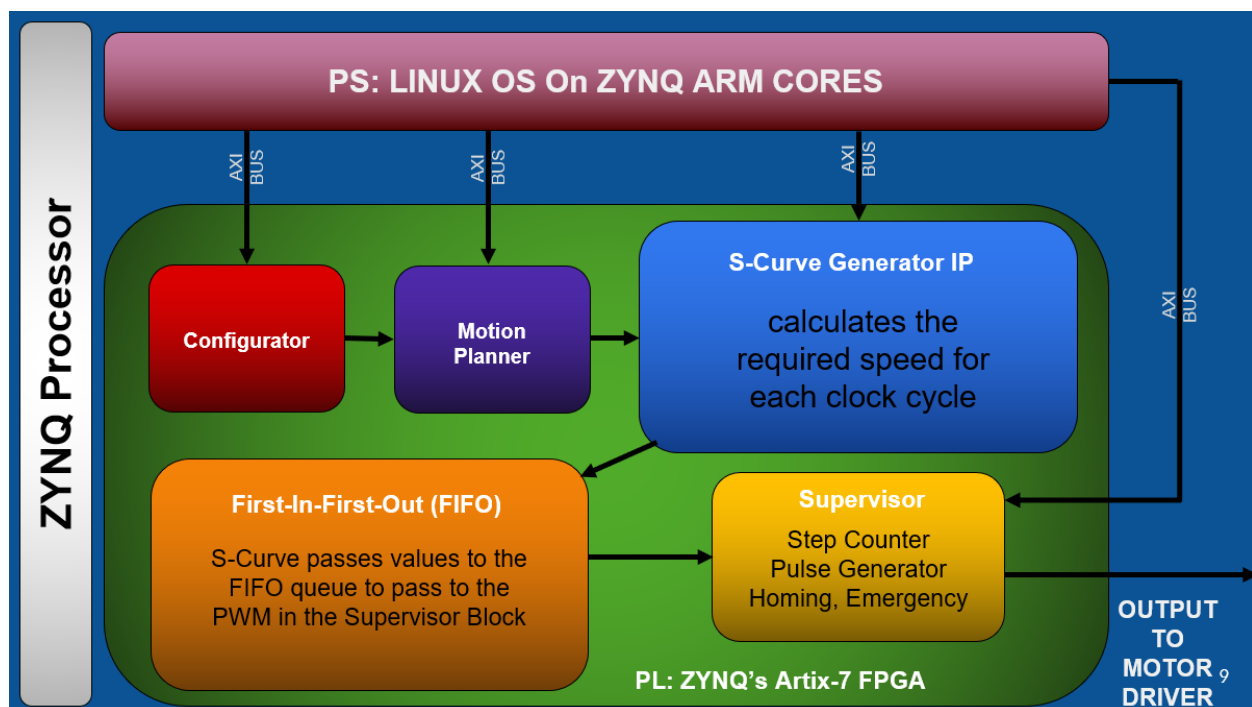 ZYNQ Processor
PS: LINUX OS On ZYNQ ARM CORES
AXI
BUS
AXI
BUS
AXI
BUS
AXI
BUS
Configurator
Motion
Planner
S-Curve Generator IP
calculates the
required speed for
each clock cycle
First-In-First-Out (FIFO)
S-Curve passes values to the
FIFO queue to pass to the
PWM in the Supervisor Block
Supervisor
Step Counter
Pulse Generator
Homing, Emergency
PL: ZYNQ's Artix-7 FPGA
OUTPUT
TO
MOTOR
DRIVER
9